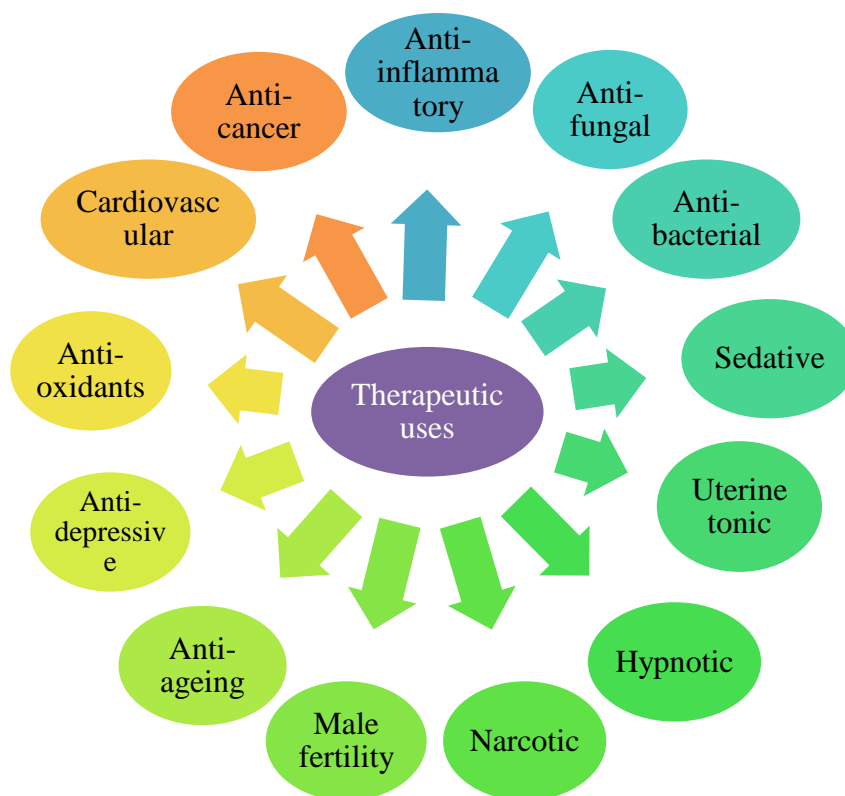 Anti-
inflamma
tory
Anti-
fungal
Anti-
bacterial
Sedative
Uterine
tonic
Hypnotic
Narcotic
Male
fertility
Anti-
ageing
Anti-
depressiv
e
Anti-
oxidants
Cardiovasc
ular
Anti-
cancer
Therapeutic
uses